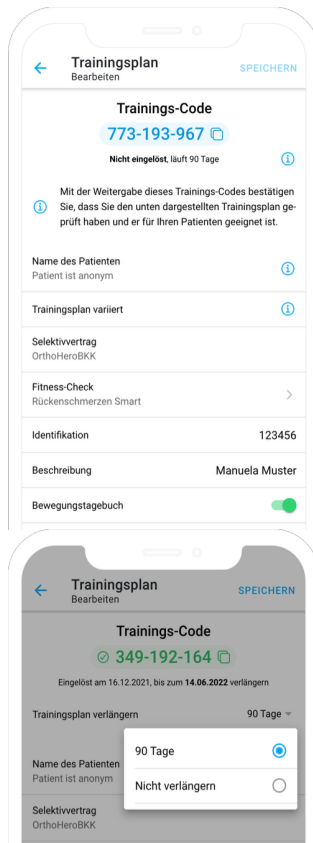 Trainingsplan
Bearbeiten
SPEICHERN
Trainings-Code
773-193-967
Nicht eingelöst, läuft 90 Tage
Mit der Weitergabe dieses Trainings-Codes bestätigen
Sie, dass Sie den unten dargestellten Trainingsplan ge-
prüft haben und er für Ihren Patienten geeignet ist.
Name des Patienten
Patient ist anonym
Trainingsplan variiert
Selektivvertrag
OrthoHeroBKK
Fitness-Check
Rückenschmerzen Smart
Identifikation 123456
Beschreibung Manuela Muster
Bewegungstagebuch
Trainingsplan
Bearbeiten
SPEICHERN
Trainings-Code
349-192-164
Eingelöst am 16.12.2021, bis zum 14.06.2022 verlängern
Trainingsplan verlängern 90 Tage
90 Tage
Nicht verlängern
Name des Patienten
Patient ist anonym
Selektivvertrag
OrthoHeroBKK